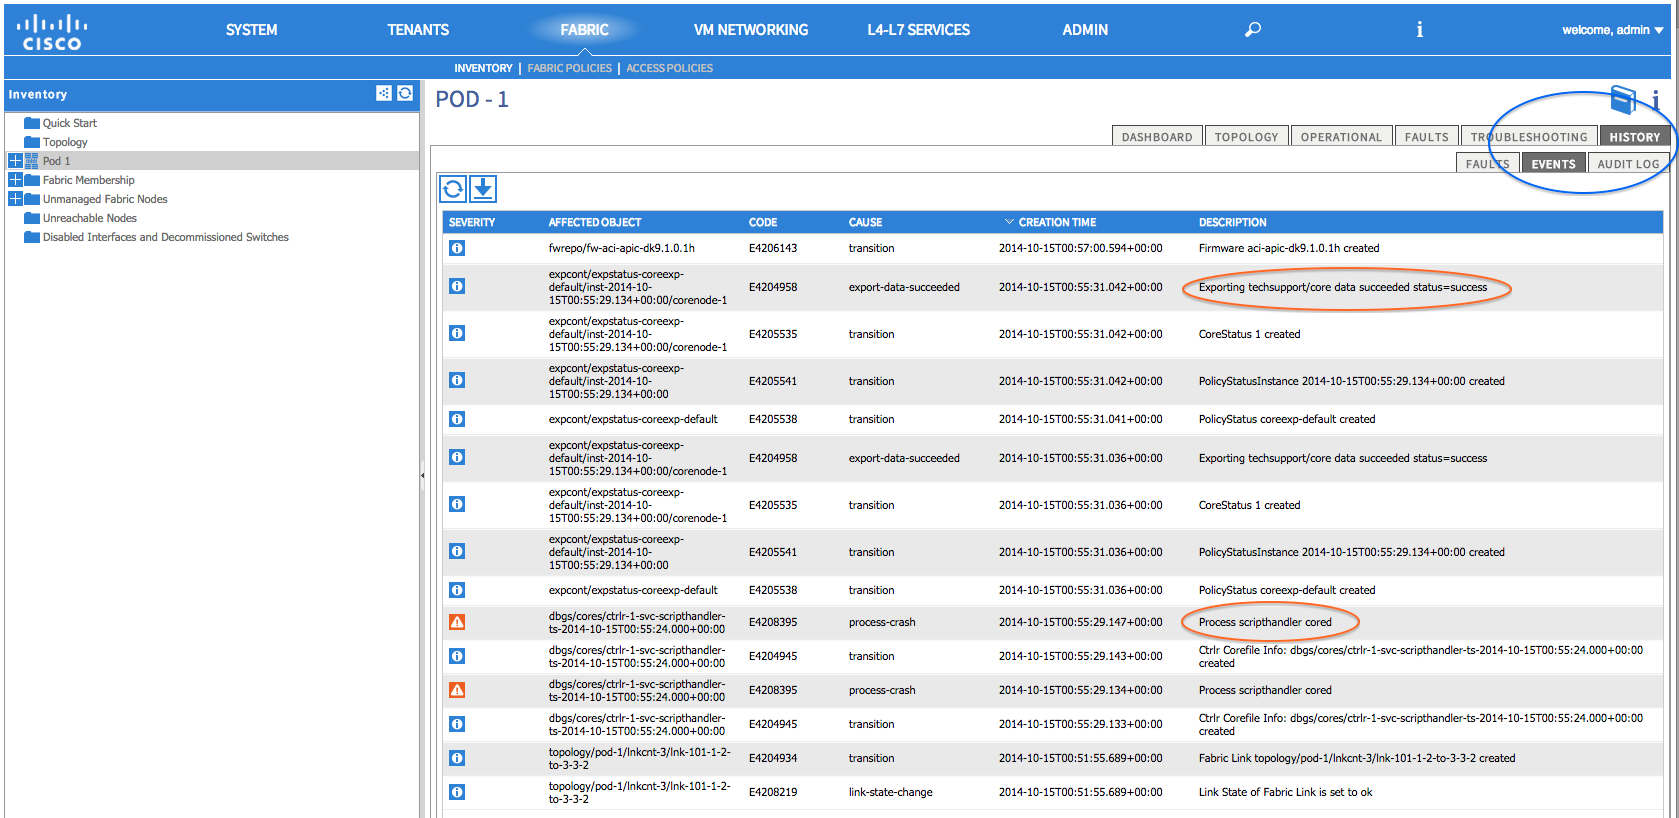 CISCO
SYSTEM TENANTS FABRIC VM NETWORKING L4-L7 SERVICES ADMIN i welcome, admin
INVENTORY | FABRIC POLICIES | ACCESS POLICIES
Inventory
Quick Start
Topology
Pod 1
Fabric Membership
Unmanaged Fabric Nodes
Unreachable Nodes
Disabled Interfaces and Decommissioned Switches
POD - 1
i
DASHBOARD TOPOLOGY OPERATIONAL FAULTS TROUBLESHOOTING HISTORY
FAULTS EVENTS AUDIT LOG
SEVERITY AFFECTED OBJECT CODE CAUSE CREATION TIME DESCRIPTION
fwrepo/fw-aci-apic-dk9.1.0.1h E4206143 transition 2014-10-15T00:57:00.594+00:00 Firmware aci-apic-dk9.1.0.1h created
expcont/expstatus-coreexp-
default/inst-2014-10- E4204958 export-data-succeeded 2014-10-15T00:55:31.042+00:00 Exporting techsupport/core data succeeded status=success
15T00:55:29.134+00:00/corenode-1
expcont/expstatus-coreexp-
default/inst-2014-10- E4205535 transition 2014-10-15T00:55:31.042+00:00 CoreStatus 1 created
15T00:55:29.134+00:00/corenode-1
expcont/expstatus-coreexp-
default/inst-2014-10- E4205541 transition 2014-10-15T00:55:31.042+00:00 PolicyStatusInstance 2014-10-15T00:55:29.134+00:00 created
15T00:55:29.134+00:00
expcont/expstatus-coreexp-default E4205538 transition 2014-10-15T00:55:31.041+00:00 PolicyStatus coreexp-default created
expcont/expstatus-coreexp-
default/inst-2014-10- E4204958 export-data-succeeded 2014-10-15T00:55:31.036+00:00 Exporting techsupport/core data succeeded status=success
15T00:55:29.134+00:00/corenode-1
expcont/expstatus-coreexp-
default/inst-2014-10- E4205535 transition 2014-10-15T00:55:31.036+00:00 CoreStatus 1 created
15T00:55:29.134+00:00/corenode-1
expcont/expstatus-coreexp-
default/inst-2014-10- E4205541 transition 2014-10-15T00:55:31.036+00:00 PolicyStatusInstance 2014-10-15T00:55:29.134+00:00 created
15T00:55:29.134+00:00
expcont/expstatus-coreexp-default E4205538 transition 2014-10-15T00:55:31.036+00:00 PolicyStatus coreexp-default created
dbgs/cores/ctrlr-1-svc-scripthandler-
ts-2014-10-15T00:55:24.000+00:00 E4208395 process-crash 2014-10-15T00:55:29.147+00:00 Process scripthandler cored
dbgs/cores/ctrlr-1-svc-scripthandler- Ctrlr Corefile Info: dbgs/cores/ctrlr-1-svc-scripthandler-ts-2014-10-15T00:55:24.000+00:00
ts-2014-10-15T00:55:24.000+00:00 E4204945 transition 2014-10-15T00:55:29.143+00:00 created
dbgs/cores/ctrlr-1-svc-scripthandler-
ts-2014-10-15T00:55:24.000+00:00 E4208395 process-crash 2014-10-15T00:55:29.134+00:00 Process scripthandler cored
dbgs/cores/ctrlr-1-svc-scripthandler- Ctrlr Corefile Info: dbgs/cores/ctrlr-1-svc-scripthandler-ts-2014-10-15T00:55:24.000+00:00
ts-2014-10-15T00:55:24.000+00:00 E4204945 transition 2014-10-15T00:55:29.133+00:00 created
topology/pod-1/lnkcnt-3/lnk-101-1-2-
to-3-3-2 E4204934 transition 2014-10-15T00:51:55.689+00:00 Fabric Link topology/pod-1/lnkcnt-3/lnk-101-1-2-to-3-3-2 created
topology/pod-1/lnkcnt-3/lnk-101-1-2-
to-3-3-2 E4208219 link-state-change 2014-10-15T00:51:55.689+00:00 Link State of Fabric Link is set to ok